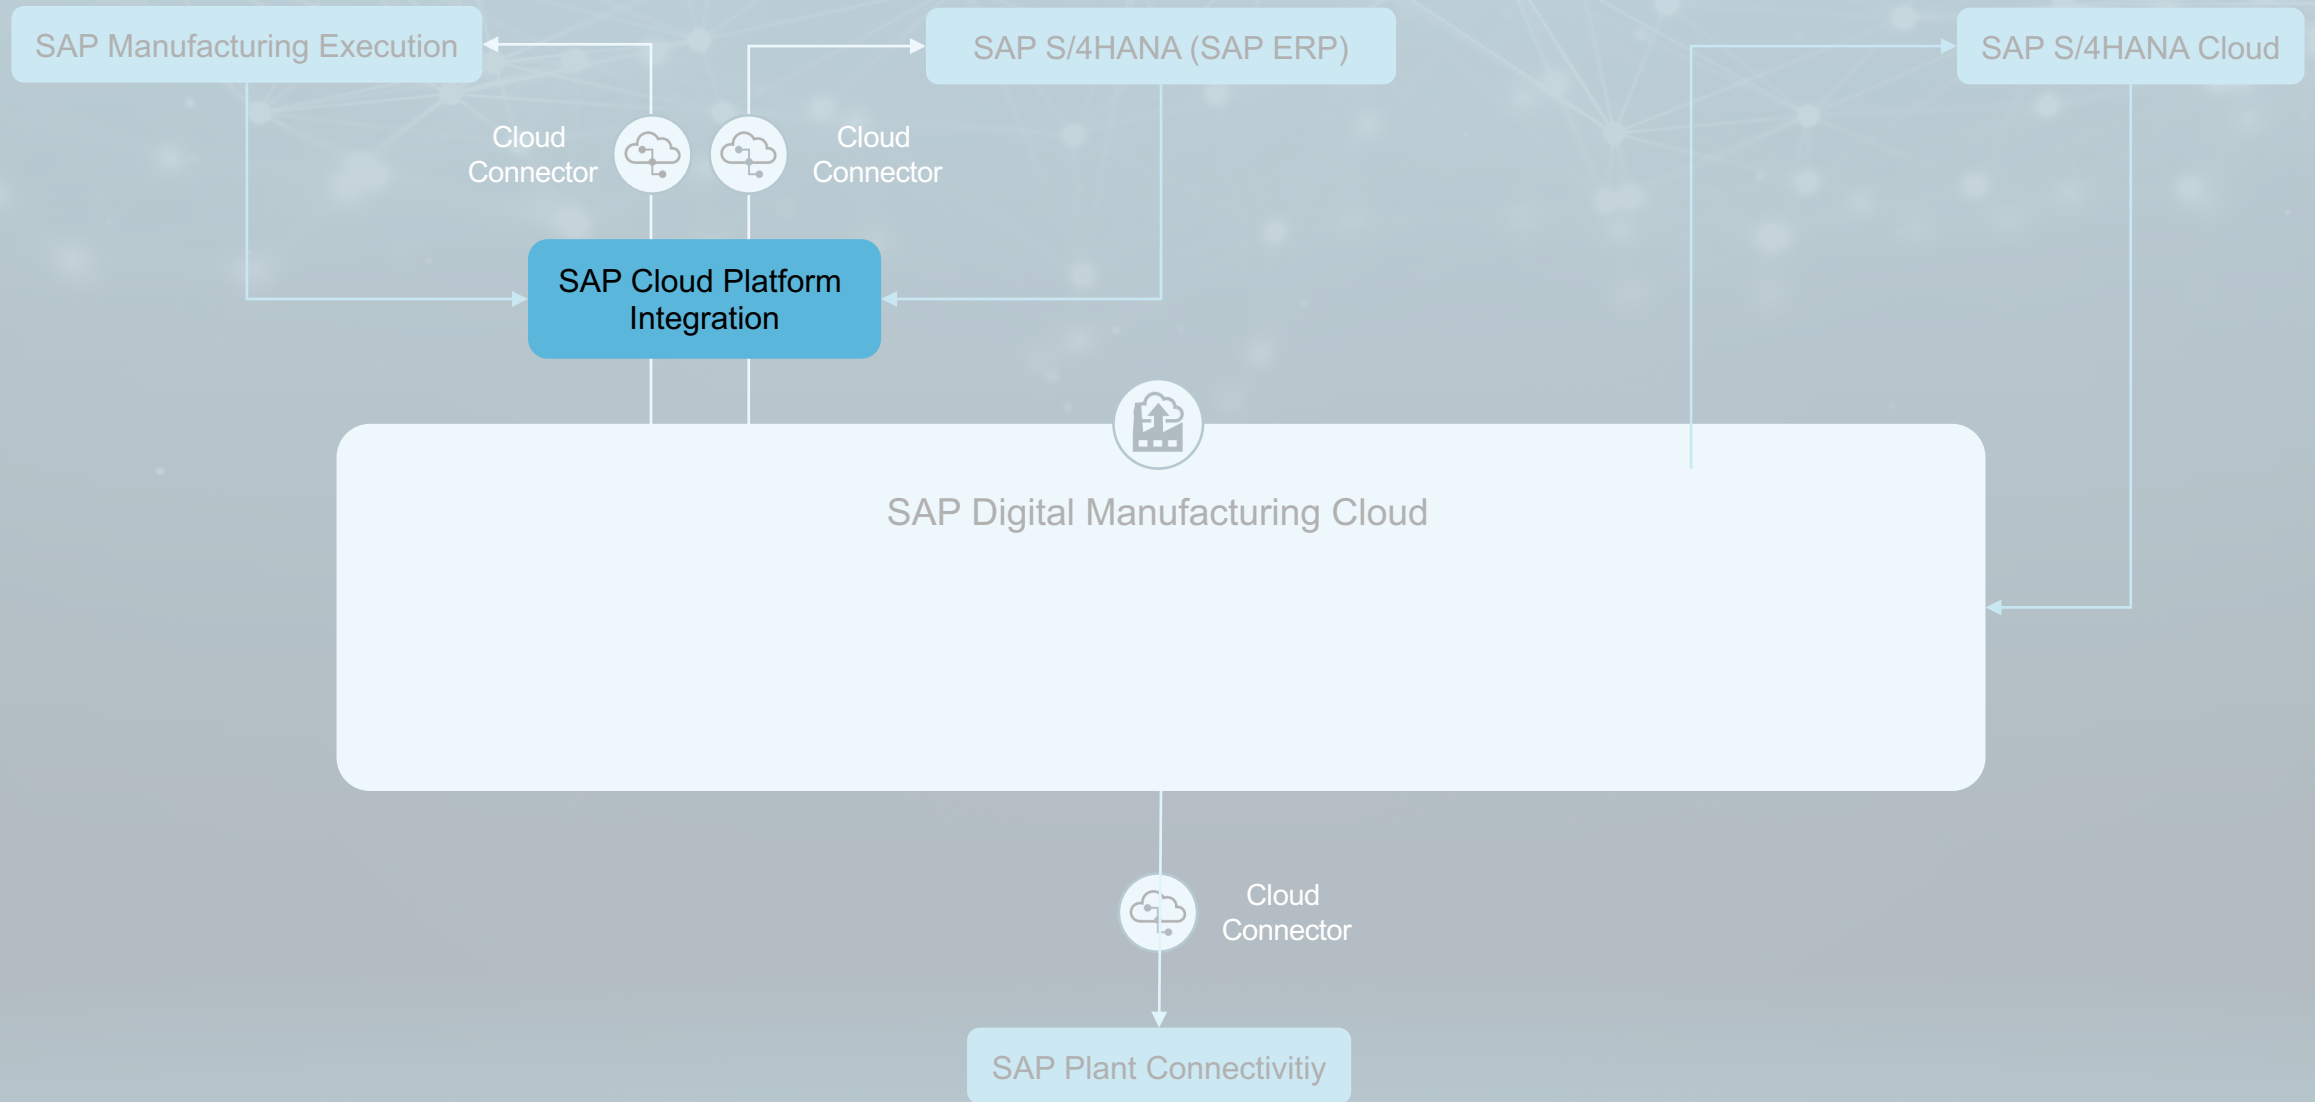 SAP Manufacturing Execution
SAP S/4HANA (SAP ERP)
SAP S/4HANA Cloud
Cloud
Connector
Cloud
Connector
SAP Cloud Platform
Integration
SAP Digital Manufacturing Cloud
Cloud
Connector
SAP Plant Connectivitiy